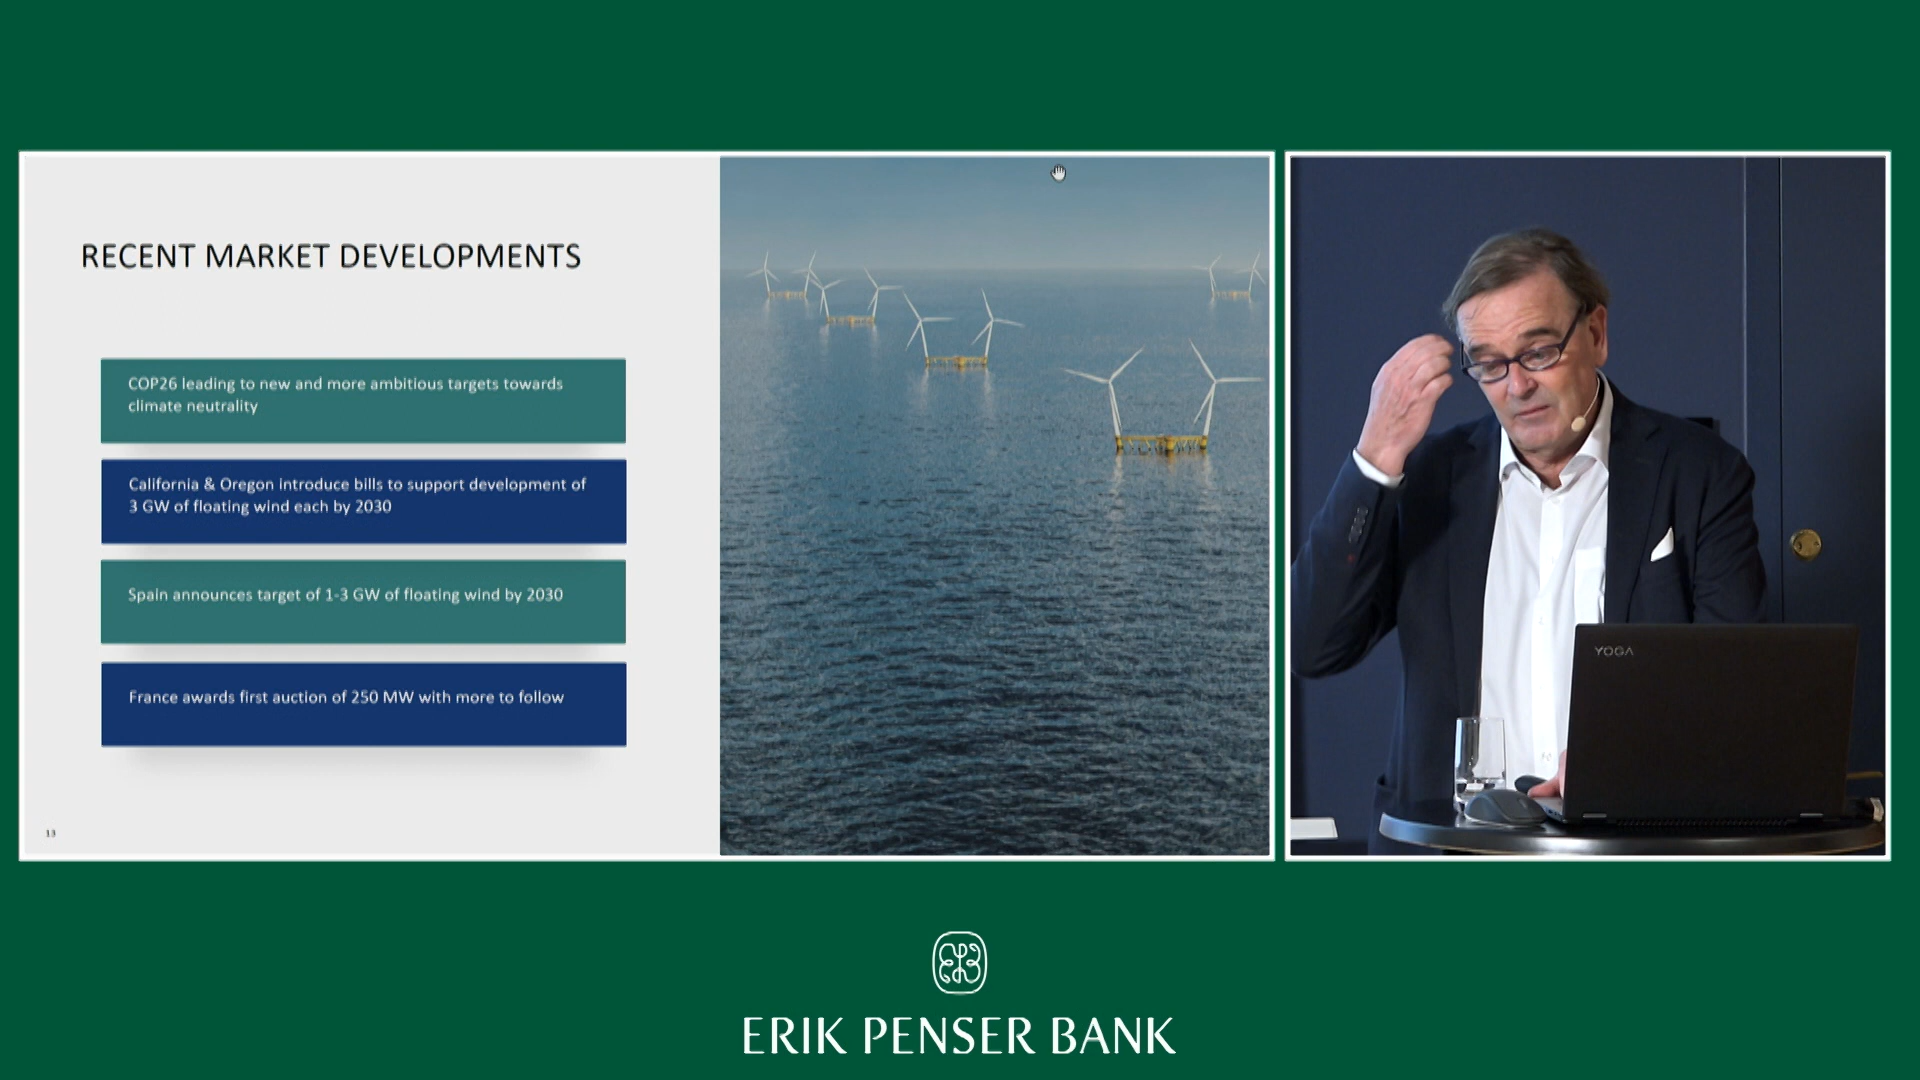 RECENT MARKET DEVELOPMENTS
COP26 leading to new and more ambitious targets towards
climate neutrality
California & Oregon introduce bills to support development of
3 GW of floating wind each by 2030
Spain announces target of 1-3 GW of floating wind by 2030
France awards first auction of 250 MW with more to follow
13
YOGA
ERIK PENSER BANK